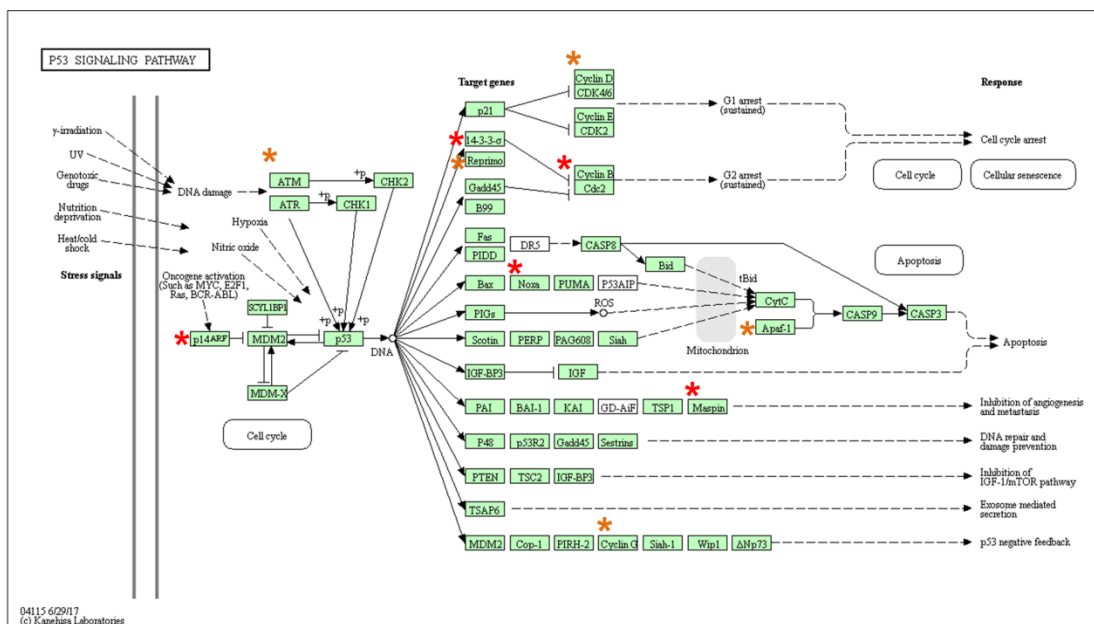 P53 SIGNALING PATHWAY
Target genes
Response
γ-irradiation
UV
Genotoxic
drugs
Nutrition
deprivation
Heat/cold
shock
Stress signals
DNA damage
*
ATM
+p
CHK2
ATR
+p
CHK1
Hypoxia
Nitric oxide
Oncogene activation
(Such as MYC, E2F1,
Ras, BCR-ABL)
SCYL1BP1
+p
+p
+p
*
p14ARF
MDM2
p53
DNA
MDM-X
Cell cycle
*
p21
Cyclin D
CDK4/6
Cyclin E
CDK2
G1 arrest
(sustained)
*
14-3-3-σ
*
Reprimo
*
Cyclin B
Cdc2
G2 arrest
(sustained)
Cell cycle arrest
Cell cycle
Cellular senescence
Gadd45
B99
Fas
PIDD
DR5
CASP8
Bid
tBid
Apoptosis
*
Bax
Noxa
PUMA
P53AIP
CytC
PIGs
ROS
*
Apaf-1
CASP9
CASP3
Scotin
PERP
PAG608
Siah
Mitochondrion
Apoptosis
IGF-BP3
IGF
*
PAI
BAI-1
KAI
GD-AiF
TSP1
Maspin
Inhibition of angiogenesis
and metastasis
P48
p53R2
Gadd45
Sestrins
DNA repair and
damage prevention
PTEN
TSC2
IGF-BP3
Inhibition of
IGF-1/mTOR pathway
TSAP6
Exosome mediated
secretion
*
MDM2
Cop-1
PIRH-2
Cyclin G
Siah-1
Wip1
ΔNp73
p53 negative feedback
04115 6/29/17
(c) Kanehisa Laboratories